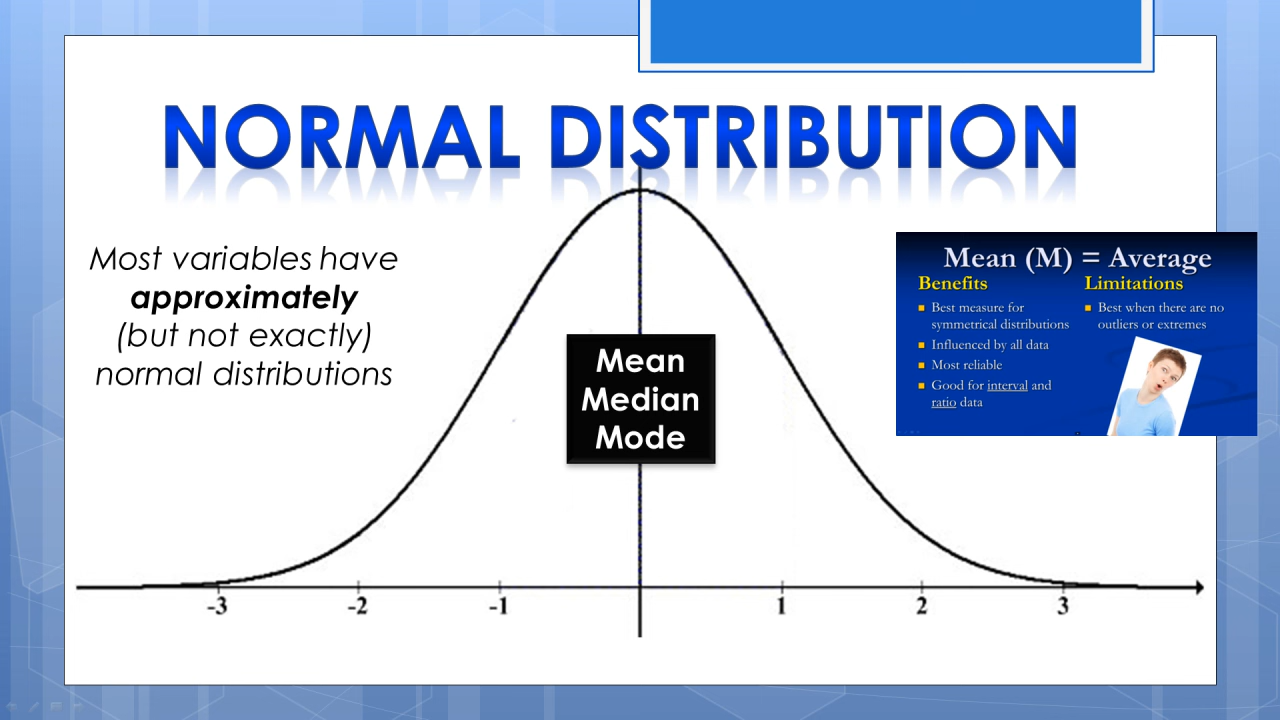 NORMAL DISTRIBUTION
Most variables have
approximately
(but not exactly)
normal distributions
Mean
Median
Mode
Mean (M) = Average
Benefits
■ Best measure for
symmetrical distributions
■ Influenced by all data
■ Most reliable
■ Good for interval and
ratio data
Limitations
■ Best when there are no
outliers or extremes
-3 -2 -1 1 2 3